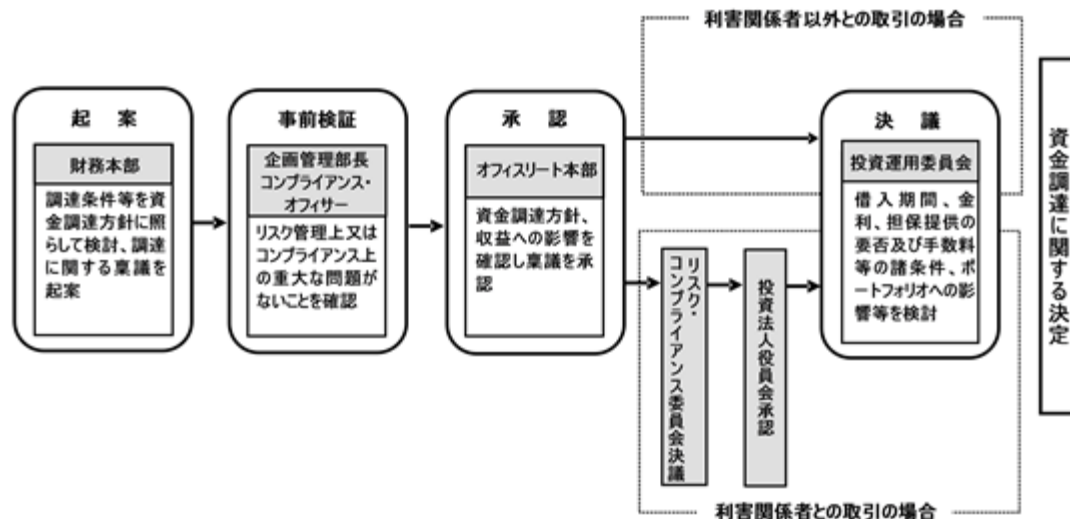 利害関係者以外との取引の場合
起 案
財務本部
調達条件等を資
金調達方針に照
らして検討、調達
に関する稟議を
起案
事前検証
企画管理部長
コンプライアンス・
オフィサー
リスク管理上又は
コンプライアンス上
の重大な問題が
ないことを確認
承 認
オフィスリート本部
資金調達方針、
収益への影響を
確認し稟議を承
認
リスク・
コンプライアンス委員会決議
投資法人役員会承認
決 議
投資運用委員会
借入期間、金
利、担保提供の
要否及び手数料
等の諸条件、ポ
ートフォリオへの影
響等を検討
資金調達に関する決定
利害関係者との取引の場合